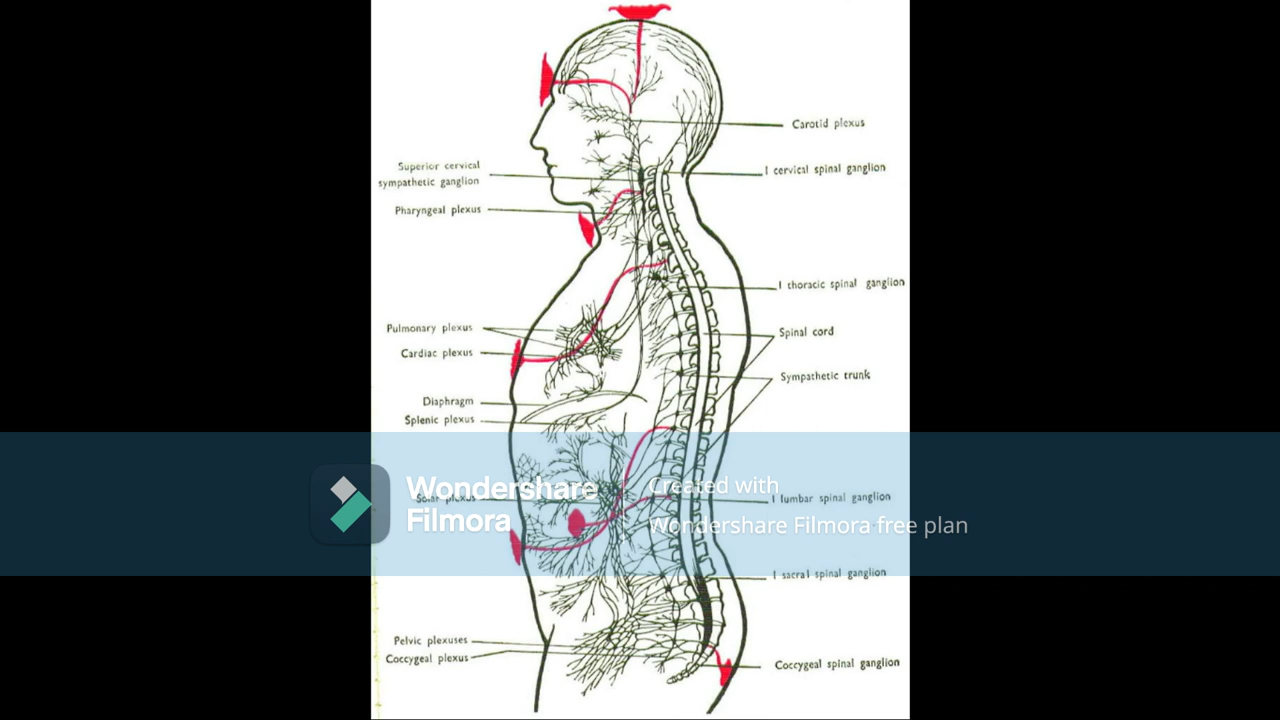 Carotid plexus
Superior cervical
sympathetic ganglion
I cervical spinal ganglion
Pharyngeal plexus
I thoracic spinal ganglion
Pulmonary plexus
Spinal cord
Cardiac plexus
Sympathetic trunk
Diaphragm
Splenic plexus
Wondershare
Filmora
Created with
Wondershare Filmora free plan
Solar plexus
I lumbar spinal ganglion
I sacral spinal ganglion
Pelvic plexuses
Coccygeal plexus
Coccygeal spinal ganglion